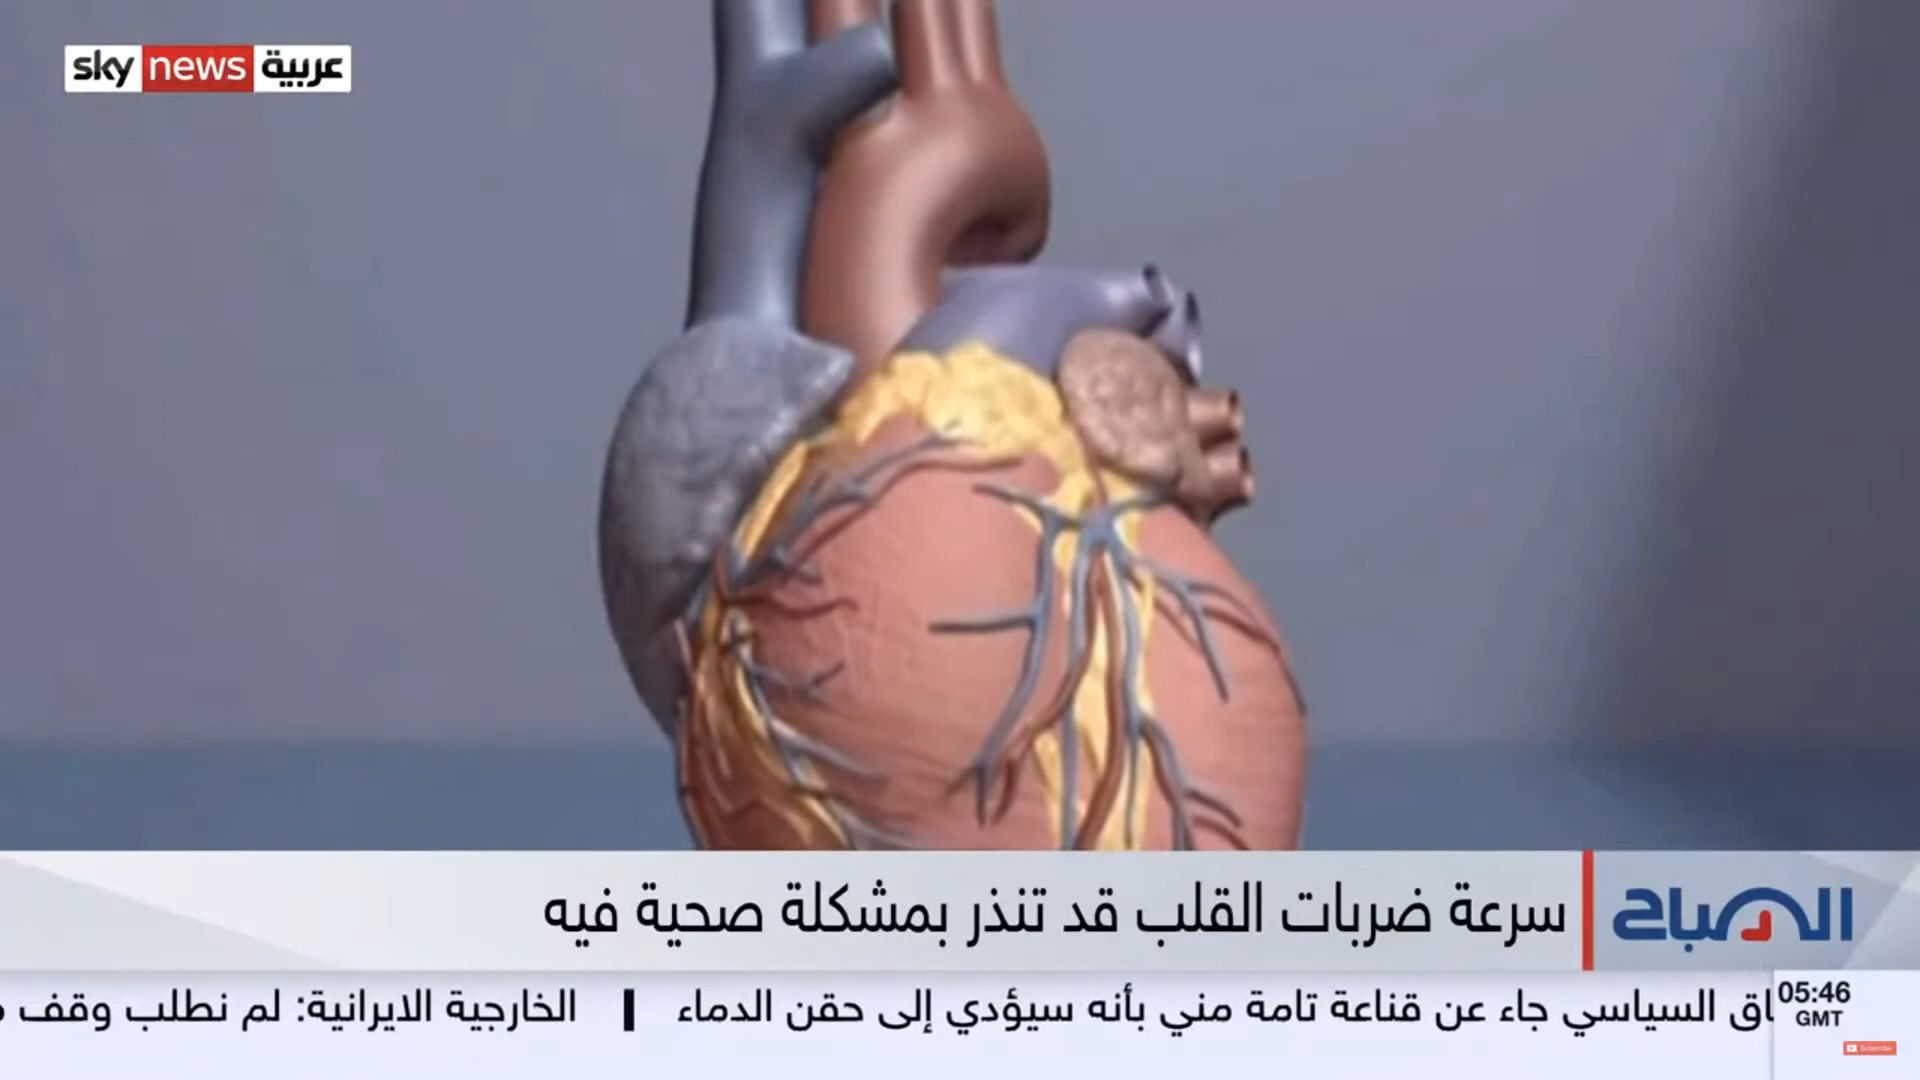 sky news عربية
سرعة ضربات القلب قد تنذر بمشكلة صحية فيه
الصباح
05:46
GMT
السياسي جاء عن قناعة تامة مني بأنه سيؤدي إلى حقن الدماء | الخارجية الايرانية: لم نطلب وقف
Subscribe